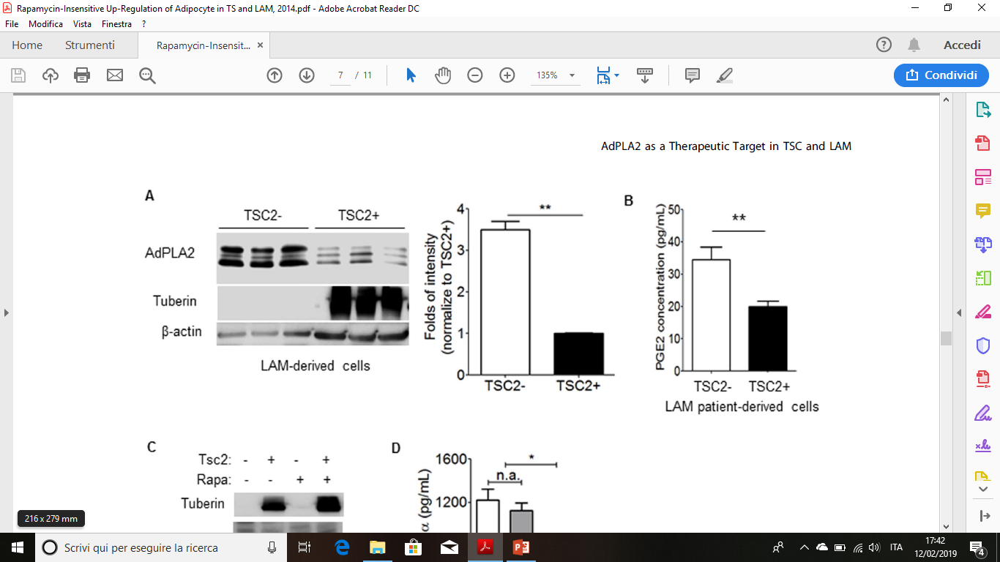 Rapamycin-Insensitive Up-Regulation of Adipocyte in TS and LAM, 2014.pdf - Adobe Acrobat Reader DC
File Modifica Vista Finestra ?
Home Strumenti Rapamycin-Insensit... × Accedi
7 / 11 135% Condividi
AdPLA2 as a Therapeutic Target in TSC and LAM
A
TSC2- TSC2+
AdPLA2
Tuberin
β-actin
LAM-derived cells
Folds of intensity
(normalize to TSC2+)
4
3
2
1
0
**
TSC2- TSC2+
B
PGE2 concentration (pg/mL)
50
40
30
20
10
0
**
TSC2- TSC2+
LAM patient-derived cells
C
Tsc2: - + - +
Rapa: - - + +
Tuberin
D
α (pg/mL)
1600
1200
n.a.
*
216 x 279 mm
Scrivi qui per eseguire la ricerca
ITA
17:42
12/02/2019
4